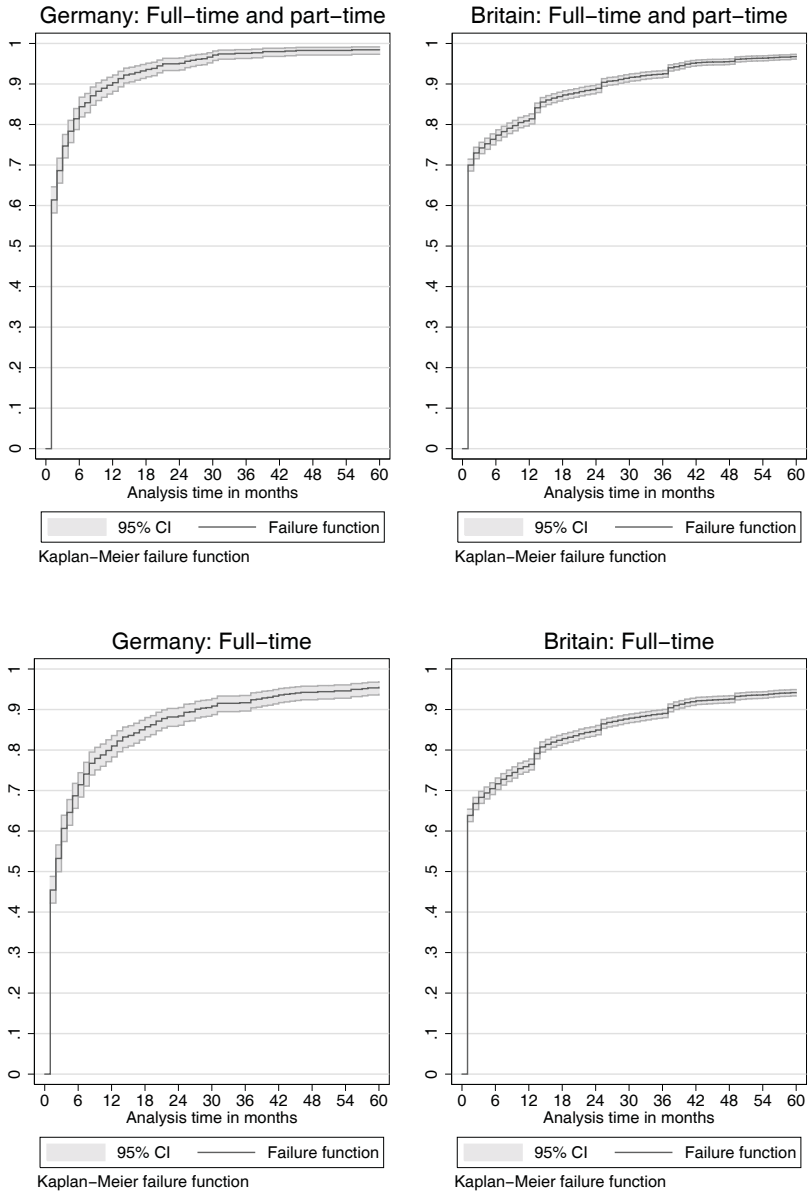 Germany: Full−time and part−time
1
.9
.8
.7
.6
.5
.4
.3
.2
.1
0
0 6 12 18 24 30 36 42 48 54 60
Analysis time in months
95% CI Failure function
Kaplan−Meier failure function
Britain: Full−time and part−time
1
.9
.8
.7
.6
.5
.4
.3
.2
.1
0
0 6 12 18 24 30 36 42 48 54 60
Analysis time in months
95% CI Failure function
Kaplan−Meier failure function
Germany: Full−time
1
.9
.8
.7
.6
.5
.4
.3
.2
.1
0
0 6 12 18 24 30 36 42 48 54 60
Analysis time in months
95% CI Failure function
Kaplan−Meier failure function
Britain: Full−time
1
.9
.8
.7
.6
.5
.4
.3
.2
.1
0
0 6 12 18 24 30 36 42 48 54 60
Analysis time in months
95% CI Failure function
Kaplan−Meier failure function